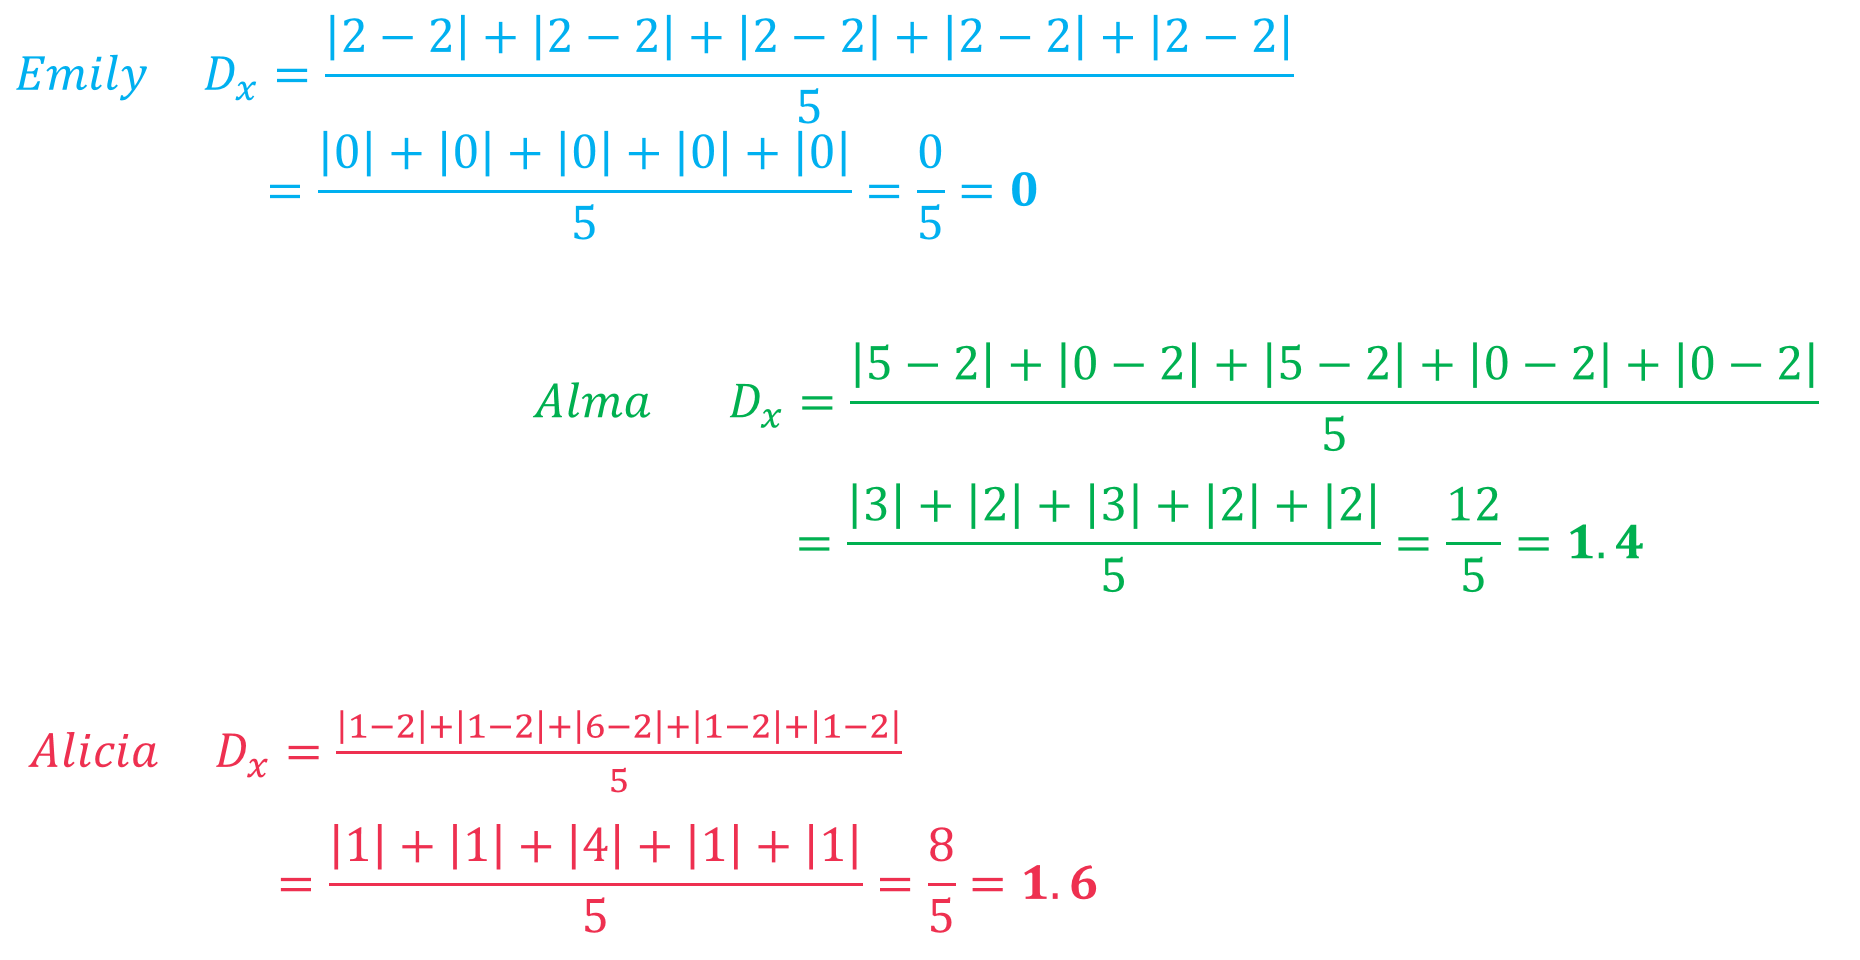 Emily D_x = (|2 − 2| + |2 − 2| + |2 − 2| + |2 − 2| + |2 − 2|) / 5
= (|0| + |0| + |0| + |0| + |0|) / 5 = 0/5 = 0
Alma D_x = (|5 − 2| + |0 − 2| + |5 − 2| + |0 − 2| + |0 − 2|) / 5
= (|3| + |2| + |3| + |2| + |2|) / 5 = 12/5 = 1.4
Alicia D_x = (|1−2|+|1−2|+|6−2|+|1−2|+|1−2|) / 5
= (|1| + |1| + |4| + |1| + |1|) / 5 = 8/5 = 1.6